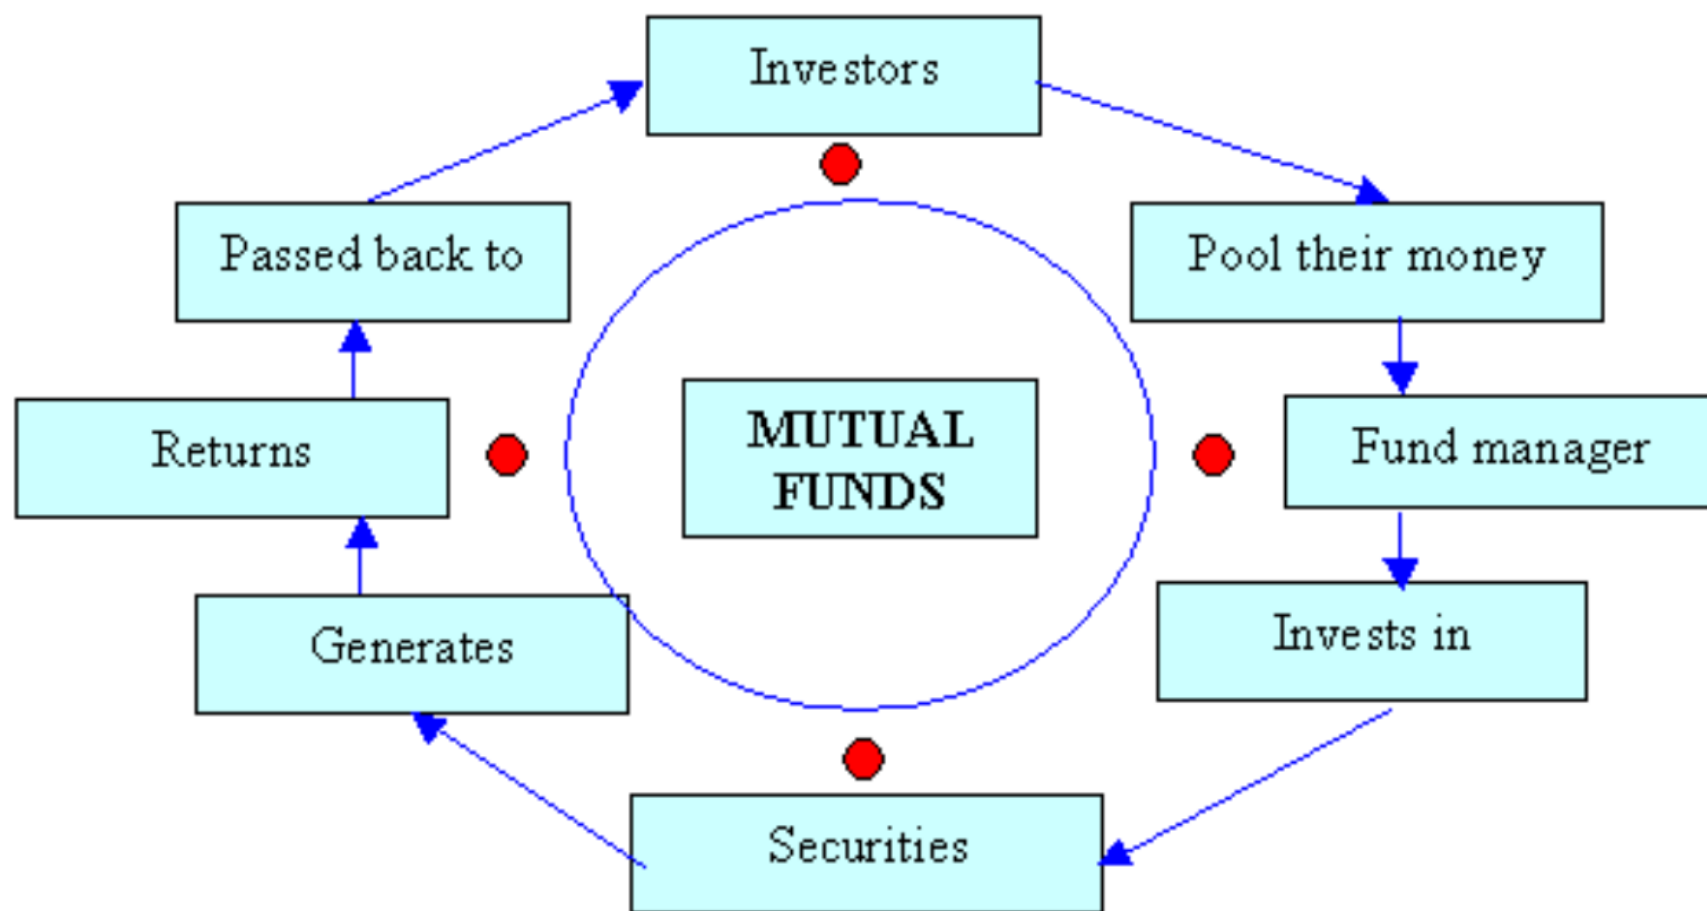 Investors
Passed back to
Pool their money
Returns
MUTUAL
FUNDS
Fund manager
Generates
Invests in
Securities